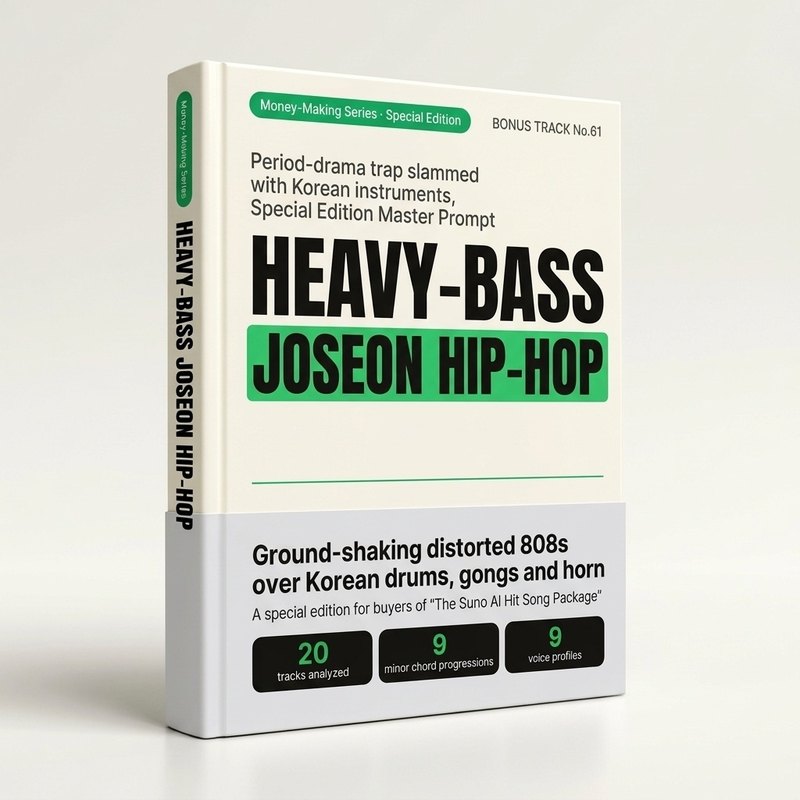 Money-Making Series
HEAVY-BASS JOSEON HIP-HOP
Money-Making Series · Special Edition
BONUS TRACK No.61
Period-drama trap slammed
with Korean instruments,
Special Edition Master Prompt
HEAVY-BASS
JOSEON HIP-HOP
Ground-shaking distorted 808s
over Korean drums, gongs and horn
A special edition for buyers of "The Suno AI Hit Song Package"
20
tracks analyzed
9
minor chord progressions
9
voice profiles